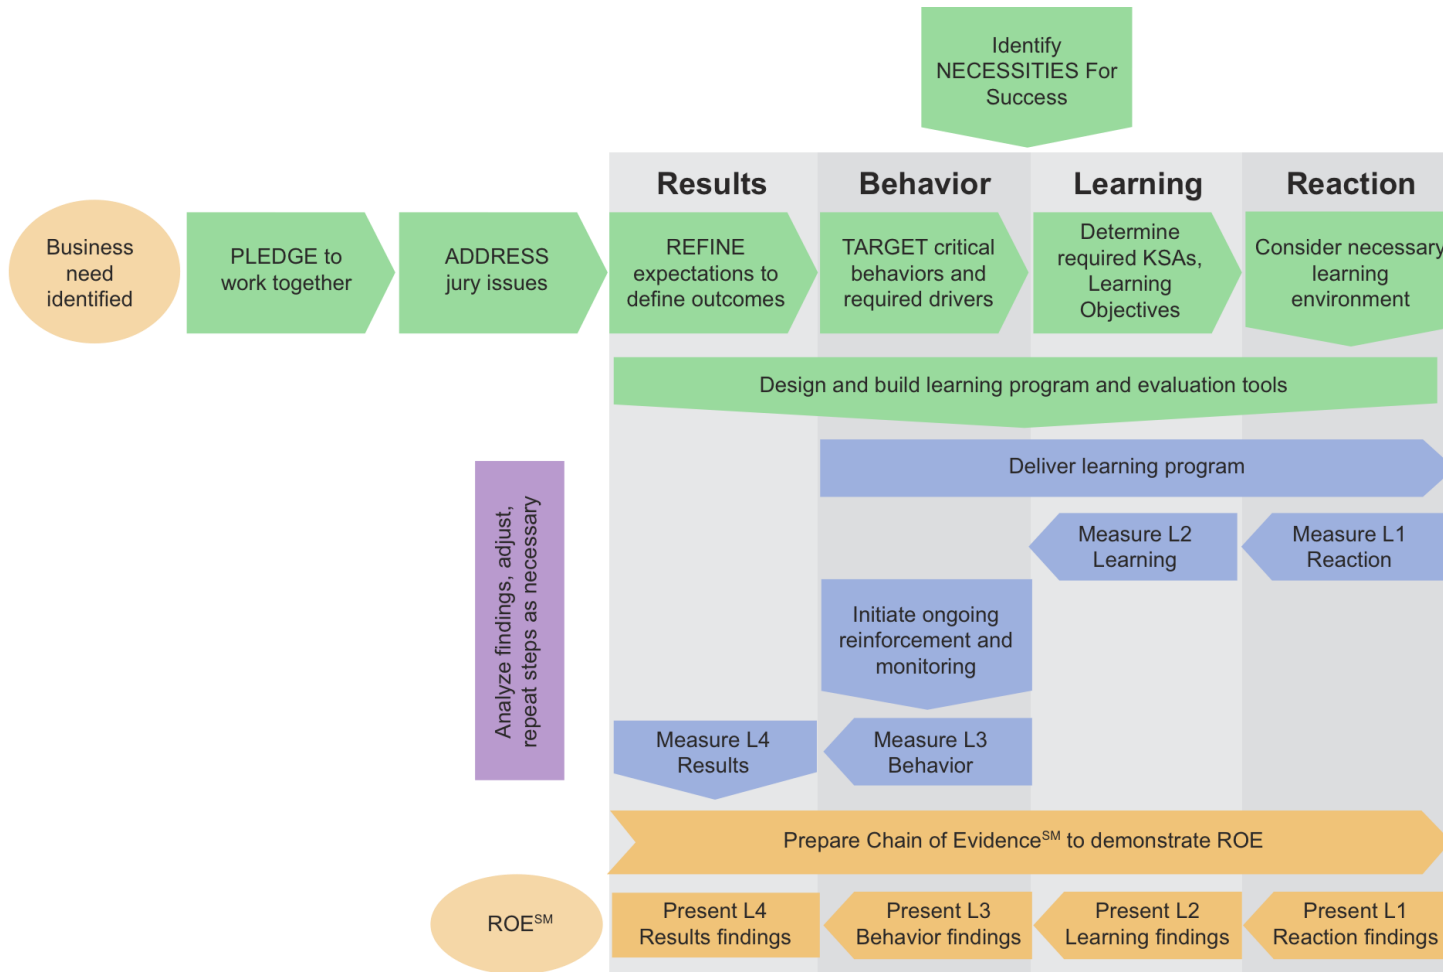 Identify
NECESSITIES For
Success
Results
Behavior
Learning
Reaction
Business
need
identified
PLEDGE to
work together
ADDRESS
jury issues
REFINE
expectations to
define outcomes
TARGET critical
behaviors and
required drivers
Determine
required KSAs,
Learning
Objectives
Consider necessary
learning
environment
Design and build learning program and evaluation tools
Deliver learning program
Analyze findings, adjust,
repeat steps as necessary
Measure L2
Learning
Measure L1
Reaction
Initiate ongoing
reinforcement and
monitoring
Measure L4
Results
Measure L3
Behavior
Prepare Chain of Evidence℠ to demonstrate ROE
ROE℠
Present L4
Results findings
Present L3
Behavior findings
Present L2
Learning findings
Present L1
Reaction findings